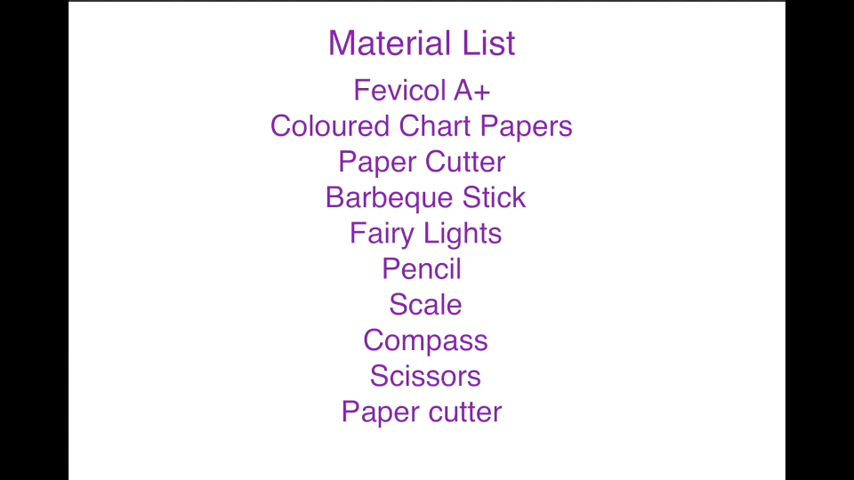 Material List
Fevicol A+
Coloured Chart Papers
Paper Cutter
Barbeque Stick
Fairy Lights
Pencil
Scale
Compass
Scissors
Paper cutter